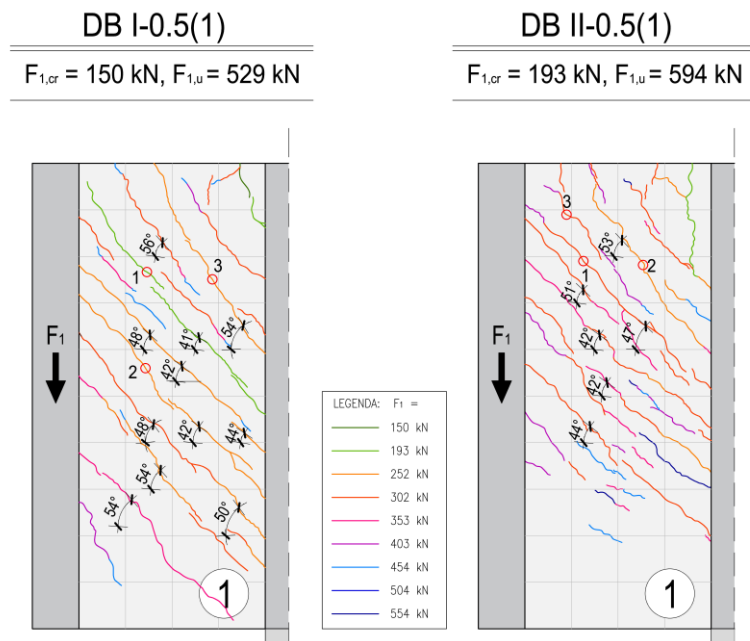 DB I-0.5(1)
F1,cr = 150 kN, F1,u = 529 kN
56°
1
3
F1
48°
41°
54°
42°
2
48°
42°
44°
54°
54°
50°
1
LEGENDA: F1 =
150 kN
193 kN
252 kN
302 kN
353 kN
403 kN
454 kN
504 kN
554 kN
DB II-0.5(1)
F1,cr = 193 kN, F1,u = 594 kN
3
53°
1
2
51°
F1
42°
47°
42°
44°
1